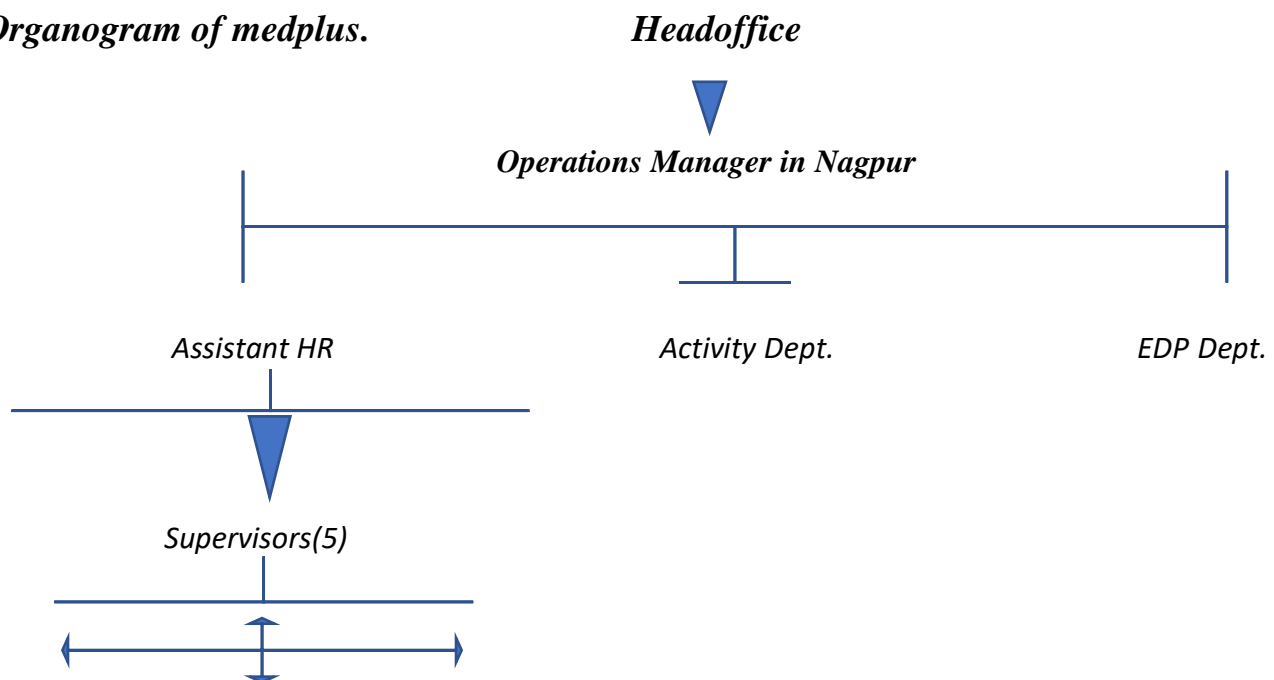 Organogram of medplus. Headoffice
Operations Manager in Nagpur
Assistant HR Activity Dept. EDP Dept.
Supervisors(5)